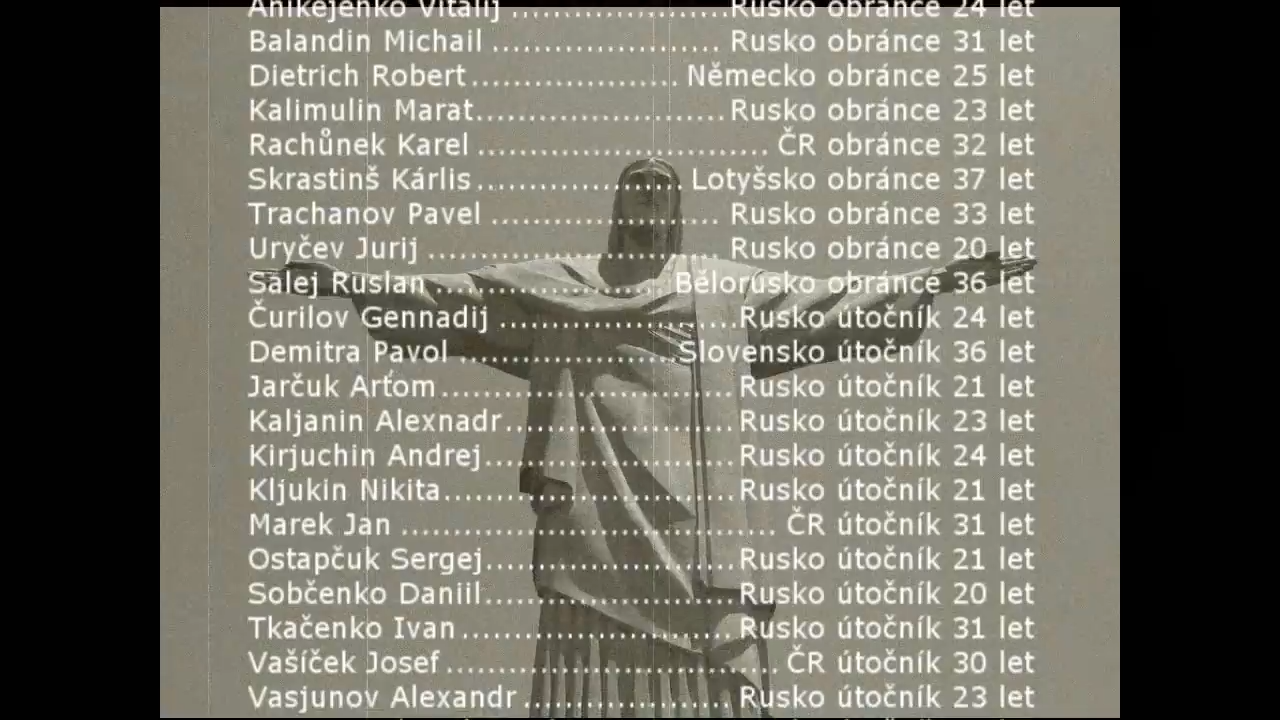 Anikejenko Vitalij ......................Rusko obránce 24 let
Balandin Michail ...................... Rusko obránce 31 let
Dietrich Robert.................... Německo obránce 25 let
Kalimulin Marat........................Rusko obránce 23 let
Rachůnek Karel ............................ ČR obránce 32 let
Skrastinš Kárlis.................... Lotyšsko obránce 37 let
Trachanov Pavel ...................... Rusko obránce 33 let
Uryčev Jurij ............................ Rusko obránce 20 let
Salej Ruslan ...................... Bělorusko obránce 36 let
Čurilov Gennadij .......................Rusko útočník 24 let
Demitra Pavol .....................Slovensko útočník 36 let
Jarčuk Arťom............................Rusko útočník 21 let
Kaljanin Alexnadr......................Rusko útočník 23 let
Kirjuchin Andrej........................Rusko útočník 24 let
Kljukin Nikita............................Rusko útočník 21 let
Marek Jan .................................... ČR útočník 31 let
Ostapčuk Sergej........................Rusko útočník 21 let
Sobčenko Daniil........................Rusko útočník 20 let
Tkačenko Ivan..........................Rusko útočník 31 let
Vašíček Josef................................ ČR útočník 30 let
Vasjunov Alexandr ....................Rusko útočník 23 let